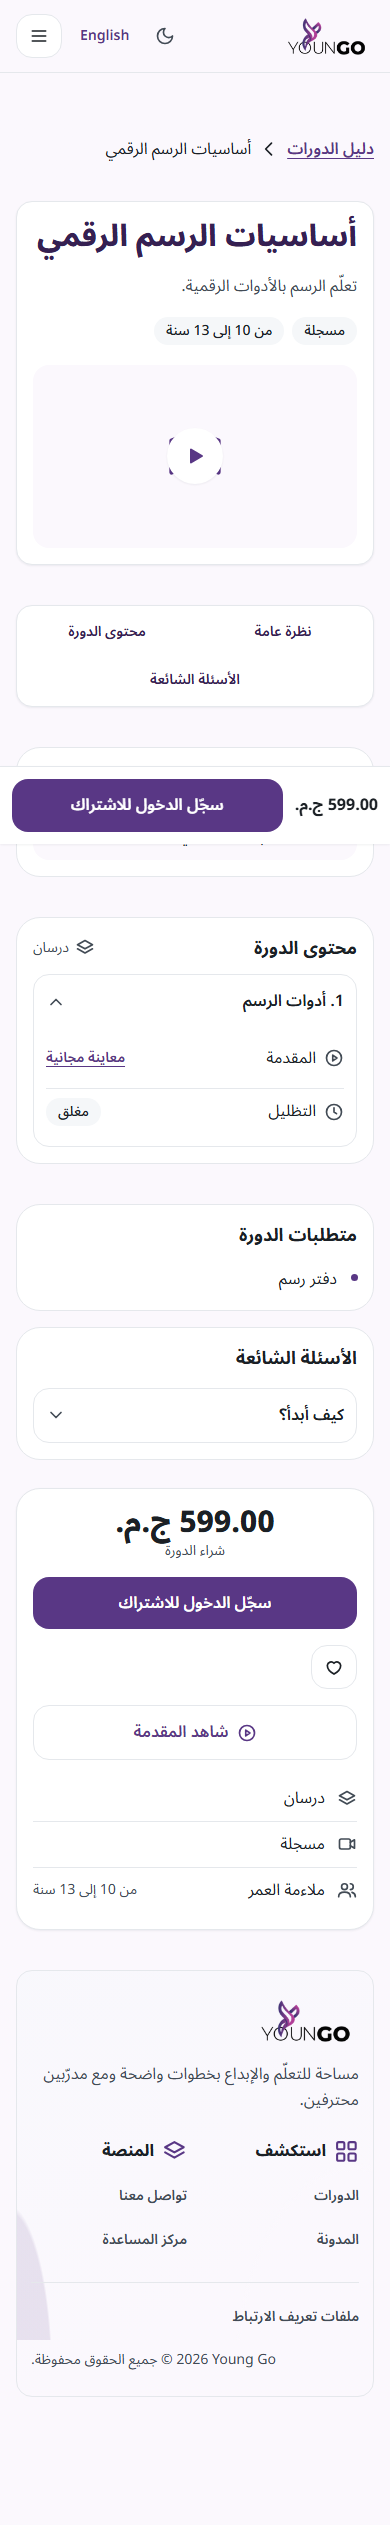 YOUNGO
English
دليل الدورات
أساسيات الرسم الرقمي
أساسيات الرسم الرقمي
تعلّم الرسم بالأدوات الرقمية.
مسجلة
من 10 إلى 13 سنة
نظرة عامة
محتوى الدورة
الأسئلة الشائعة
599.00 ج.م.
سجّل الدخول للاشتراك
محتوى الدورة
درسان
1. أدوات الرسم
المقدمة
معاينة مجانية
التظليل
مغلق
متطلبات الدورة
دفتر رسم
الأسئلة الشائعة
كيف أبدأ؟
599.00 ج.م.
شراء الدورة
سجّل الدخول للاشتراك
شاهد المقدمة
درسان
مسجلة
ملاءمة العمر
من 10 إلى 13 سنة
YOUNGO
مساحة للتعلّم والإبداع بخطوات واضحة ومع مدرّبين
محترفين.
استكشف
المنصة
الدورات
تواصل معنا
المدونة
مركز المساعدة
ملفات تعريف الارتباط
© 2026 Young Go جميع الحقوق محفوظة.